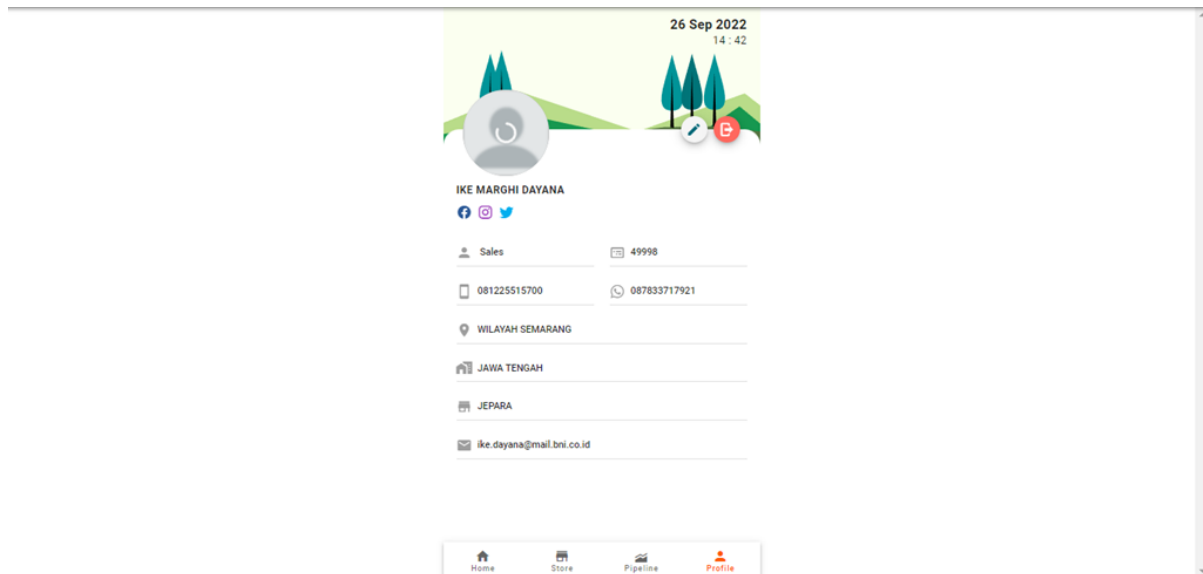 26 Sep 2022
14 : 42
IKE MARGHI DAYANA
Sales
49998
081225515700
087833717921
WILAYAH SEMARANG
JAWA TENGAH
JEPARA
ike.dayana@mail.bni.co.id
Home
Store
Pipeline
Profile